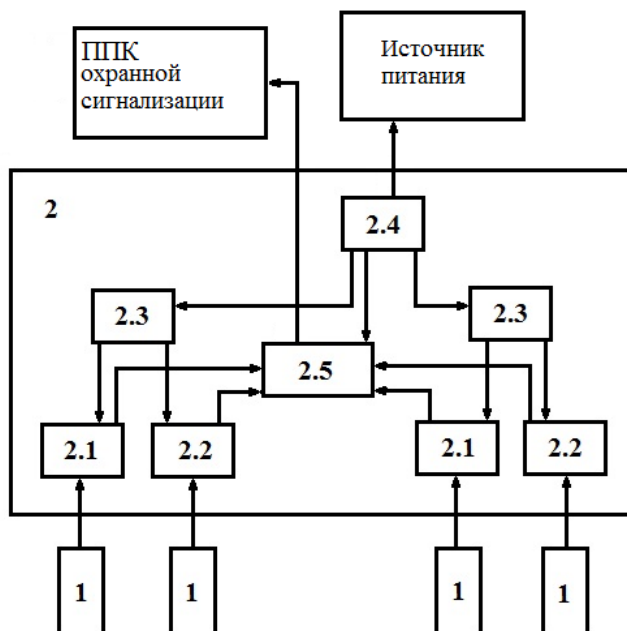 ППК
охранной
сигнализации
Источник
питания
2
2.4
2.3
2.3
2.5
2.1
2.2
2.1
2.2
1
1
1
1